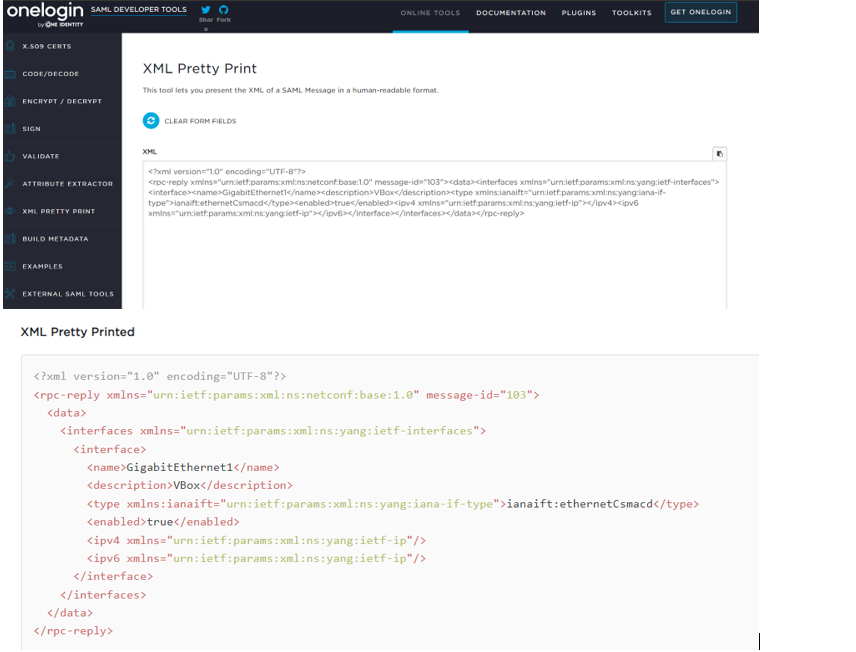 onelogin
by ONE IDENTITY
SAML DEVELOPER TOOLS
Shar Fork
e
ONLINE TOOLS
DOCUMENTATION
PLUGINS
TOOLKITS
GET ONELOGIN
X.509 CERTS
CODE/DECODE
ENCRYPT / DECRYPT
SIGN
VALIDATE
ATTRIBUTE EXTRACTOR
XML PRETTY PRINT
BUILD METADATA
EXAMPLES
EXTERNAL SAML TOOLS
XML Pretty Print
This tool lets you present the XML of a SAML Message in a human-readable format.
CLEAR FORM FIELDS
XML
<?xml version="1.0" encoding="UTF-8"?>
<rpc-reply xmlns="urn:ietf:params:xml:ns:netconf:base:1.0" message-id="103"><data><interfaces xmlns="urn:ietf:params:xml:ns:yang:ietf-interfaces">
<interface><name>GigabitEthernet1</name><description>VBox</description><type xmlns:ianaift="urn:ietf:params:xml:ns:yang:iana-if-
type">ianaift:ethernetCsmacd</type><enabled>true</enabled><ipv4 xmlns="urn:ietf:params:xml:ns:yang:ietf-ip"></ipv4><ipv6
xmlns="urn:ietf:params:xml:ns:yang:ietf-ip"></ipv6></interface></interfaces></data></rpc-reply>
XML Pretty Printed
<?xml version="1.0" encoding="UTF-8"?>
<rpc-reply xmlns="urn:ietf:params:xml:ns:netconf:base:1.0" message-id="103">
<data>
<interfaces xmlns="urn:ietf:params:xml:ns:yang:ietf-interfaces">
<interface>
<name>GigabitEthernet1</name>
<description>VBox</description>
<type xmlns:ianaift="urn:ietf:params:xml:ns:yang:iana-if-type">ianaift:ethernetCsmacd</type>
<enabled>true</enabled>
<ipv4 xmlns="urn:ietf:params:xml:ns:yang:ietf-ip"/>
<ipv6 xmlns="urn:ietf:params:xml:ns:yang:ietf-ip"/>
</interface>
</interfaces>
</data>
</rpc-reply>